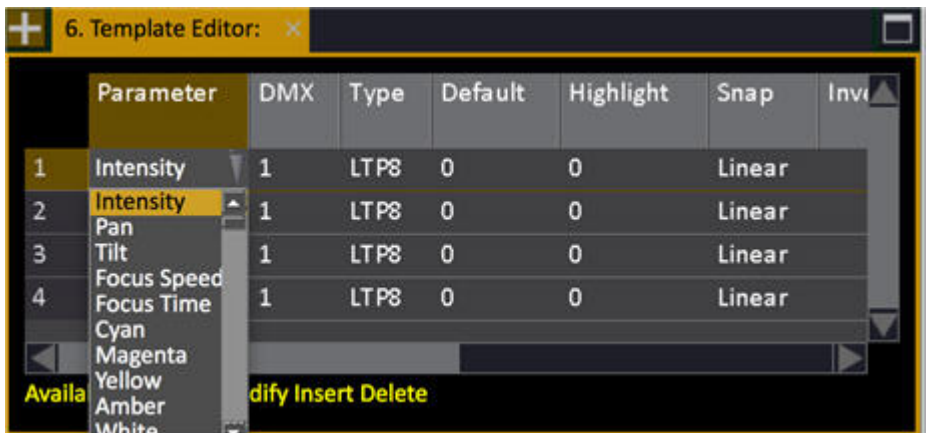 6. Template Editor: ×
Parameter DMX Type Default Highlight Snap
1 Intensity 1 LTP8 0 0 Linear
2 1 LTP8 0 0 Linear
3 1 LTP8 0 0 Linear
4 1 LTP8 0 0 Linear
Intensity
Pan
Tilt
Focus Speed
Focus Time
Cyan
Magenta
Yellow
Amber
White
Insert Delete